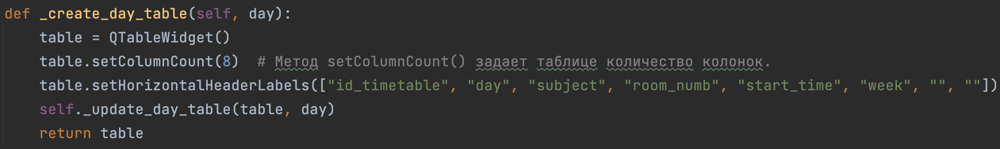 def _create_day_table(self, day):
    table = QTableWidget()
    table.setColumnCount(8)  # Метод setColumnCount() задает таблице количество колонок.
    table.setHorizontalHeaderLabels(["id_timetable", "day", "subject", "room_numb", "start_time", "week", "", ""])
    self._update_day_table(table, day)
    return table